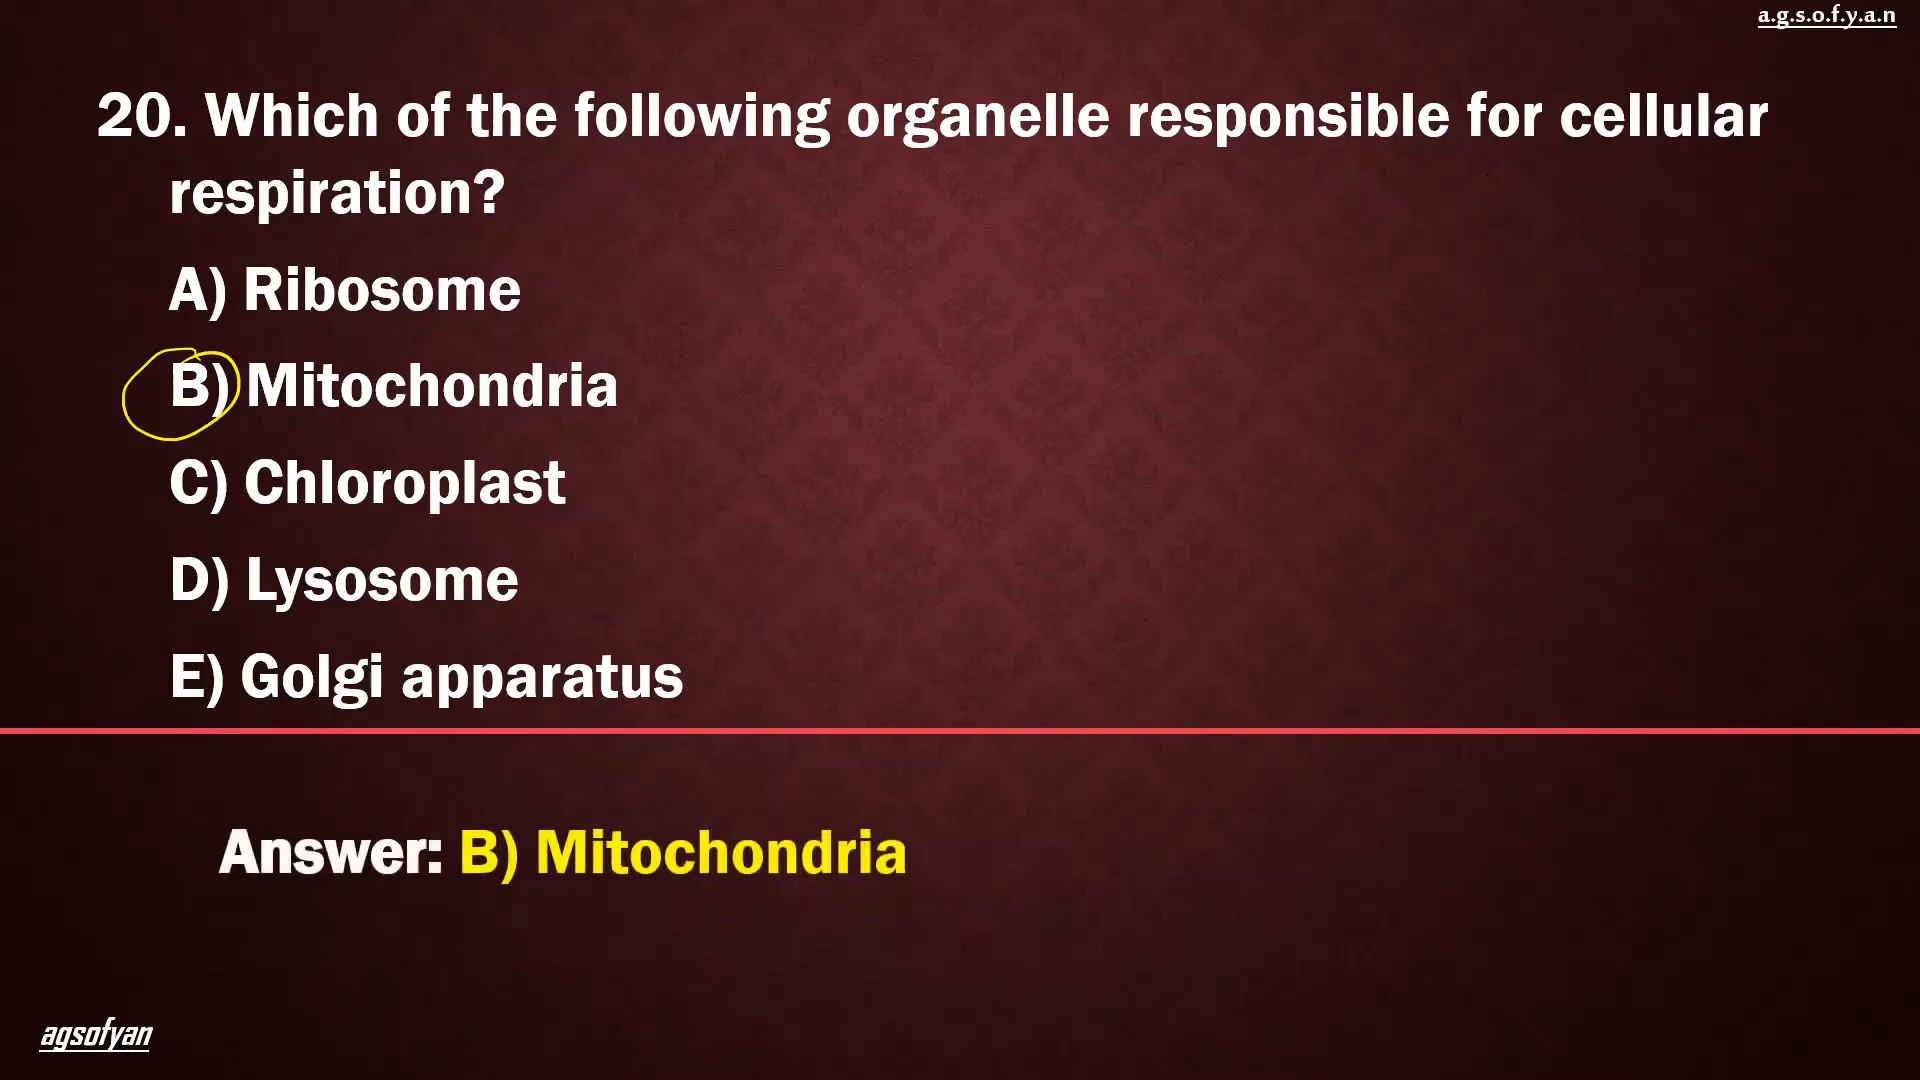 a.g.s.o.f.y.a.n
20. Which of the following organelle responsible for cellular
respiration?
A) Ribosome
B) Mitochondria
C) Chloroplast
D) Lysosome
E) Golgi apparatus
Answer: B) Mitochondria
agsofyan